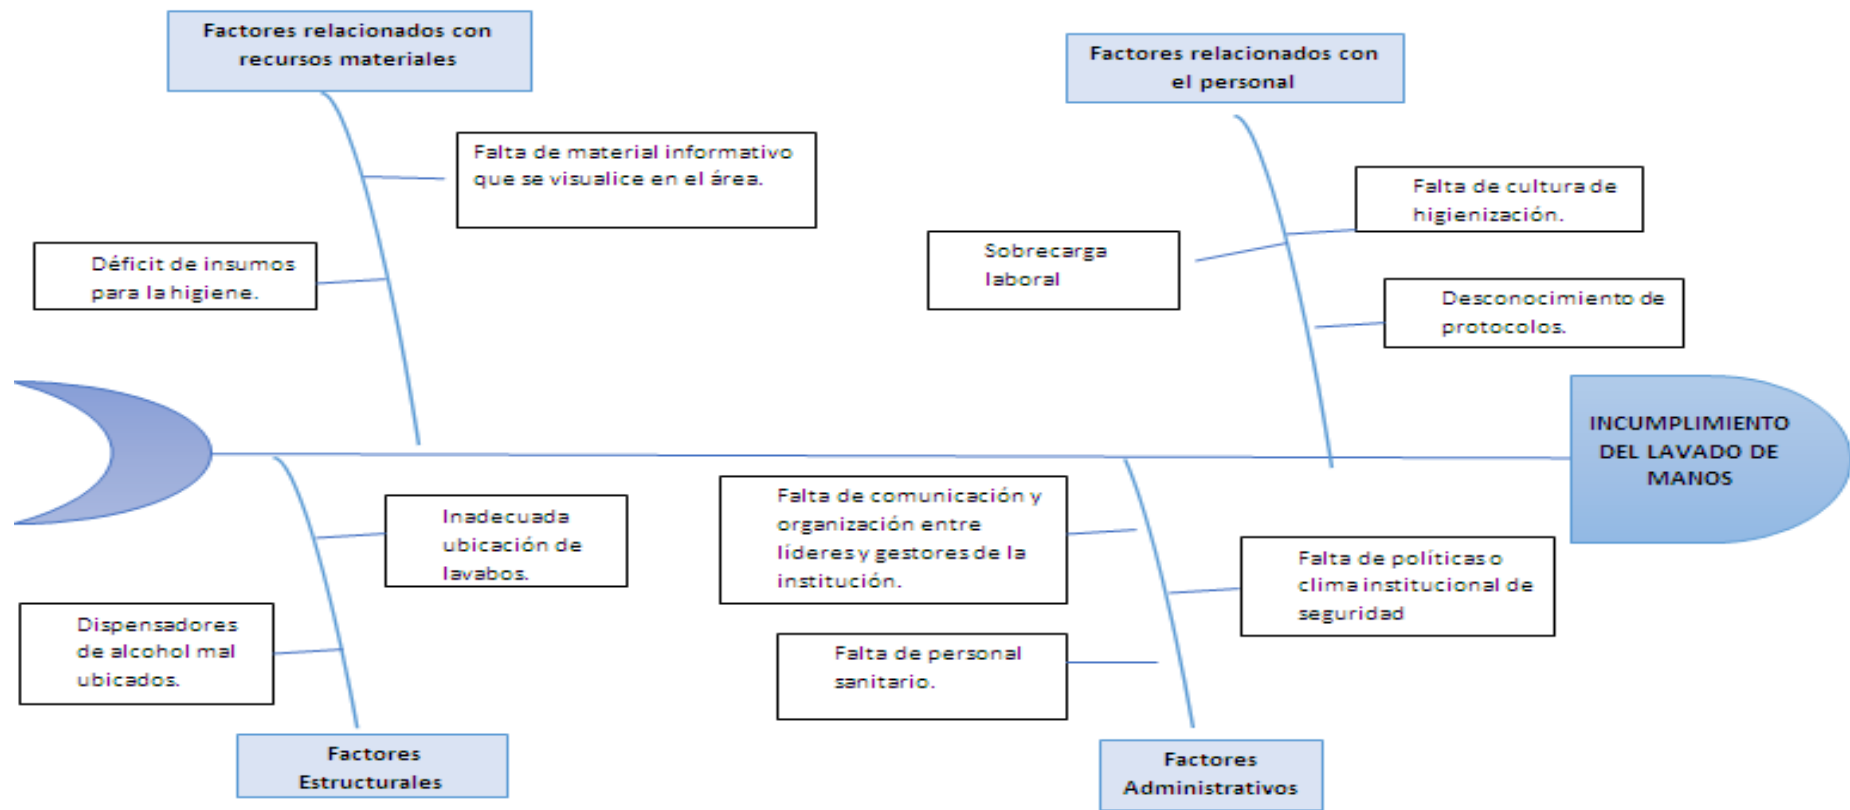 Factores relacionados con
recursos materiales
Factores relacionados con
el personal
Falta de material informativo
que se visualice en el área.
Falta de cultura de
higienización.
Déficit de insumos
para la higiene.
Sobrecarga
laboral
Desconocimiento de
protocolos.
INCUMPLIMIENTO
DEL LAVADO DE
MANOS
Inadecuada
ubicación de
lavabos.
Falta de comunicación y
organización entre
líderes y gestores de la
institución.
Falta de políticas o
clima institucional de
seguridad
Dispensadores
de alcohol mal
ubicados.
Falta de personal
sanitario.
Factores
Estructurales
Factores
Administrativos